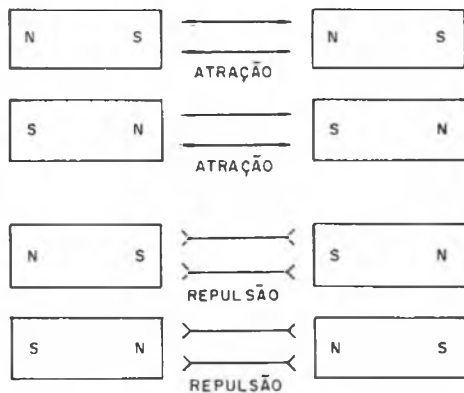 N S N S
ATRAÇÃO
S N S N
ATRAÇÃO
N S S N
REPULSÃO
S N N S
REPULSÃO